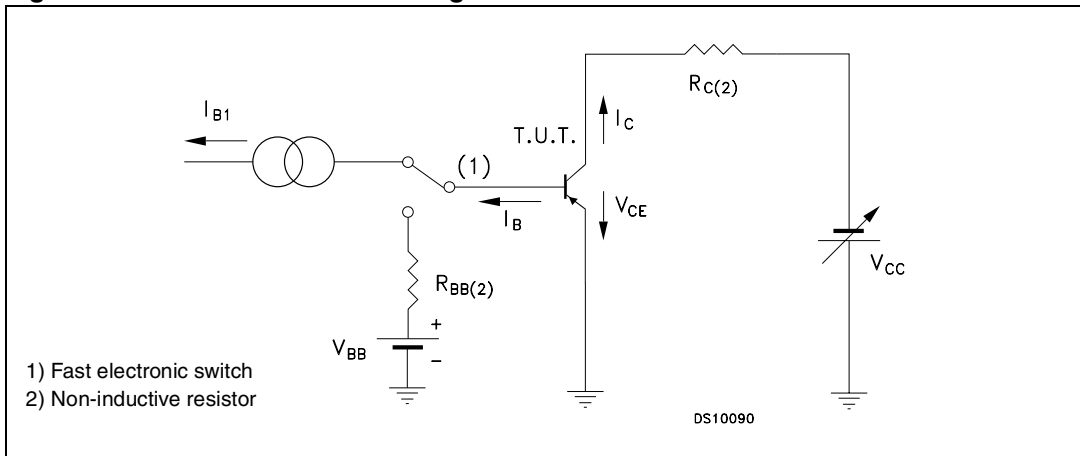 I_B1
R_C(2)
I_C
T.U.T.
(1)
V_CE
I_B
V_CC
R_BB(2)
+
V_BB
−
1) Fast electronic switch
2) Non-inductive resistor
DS10090